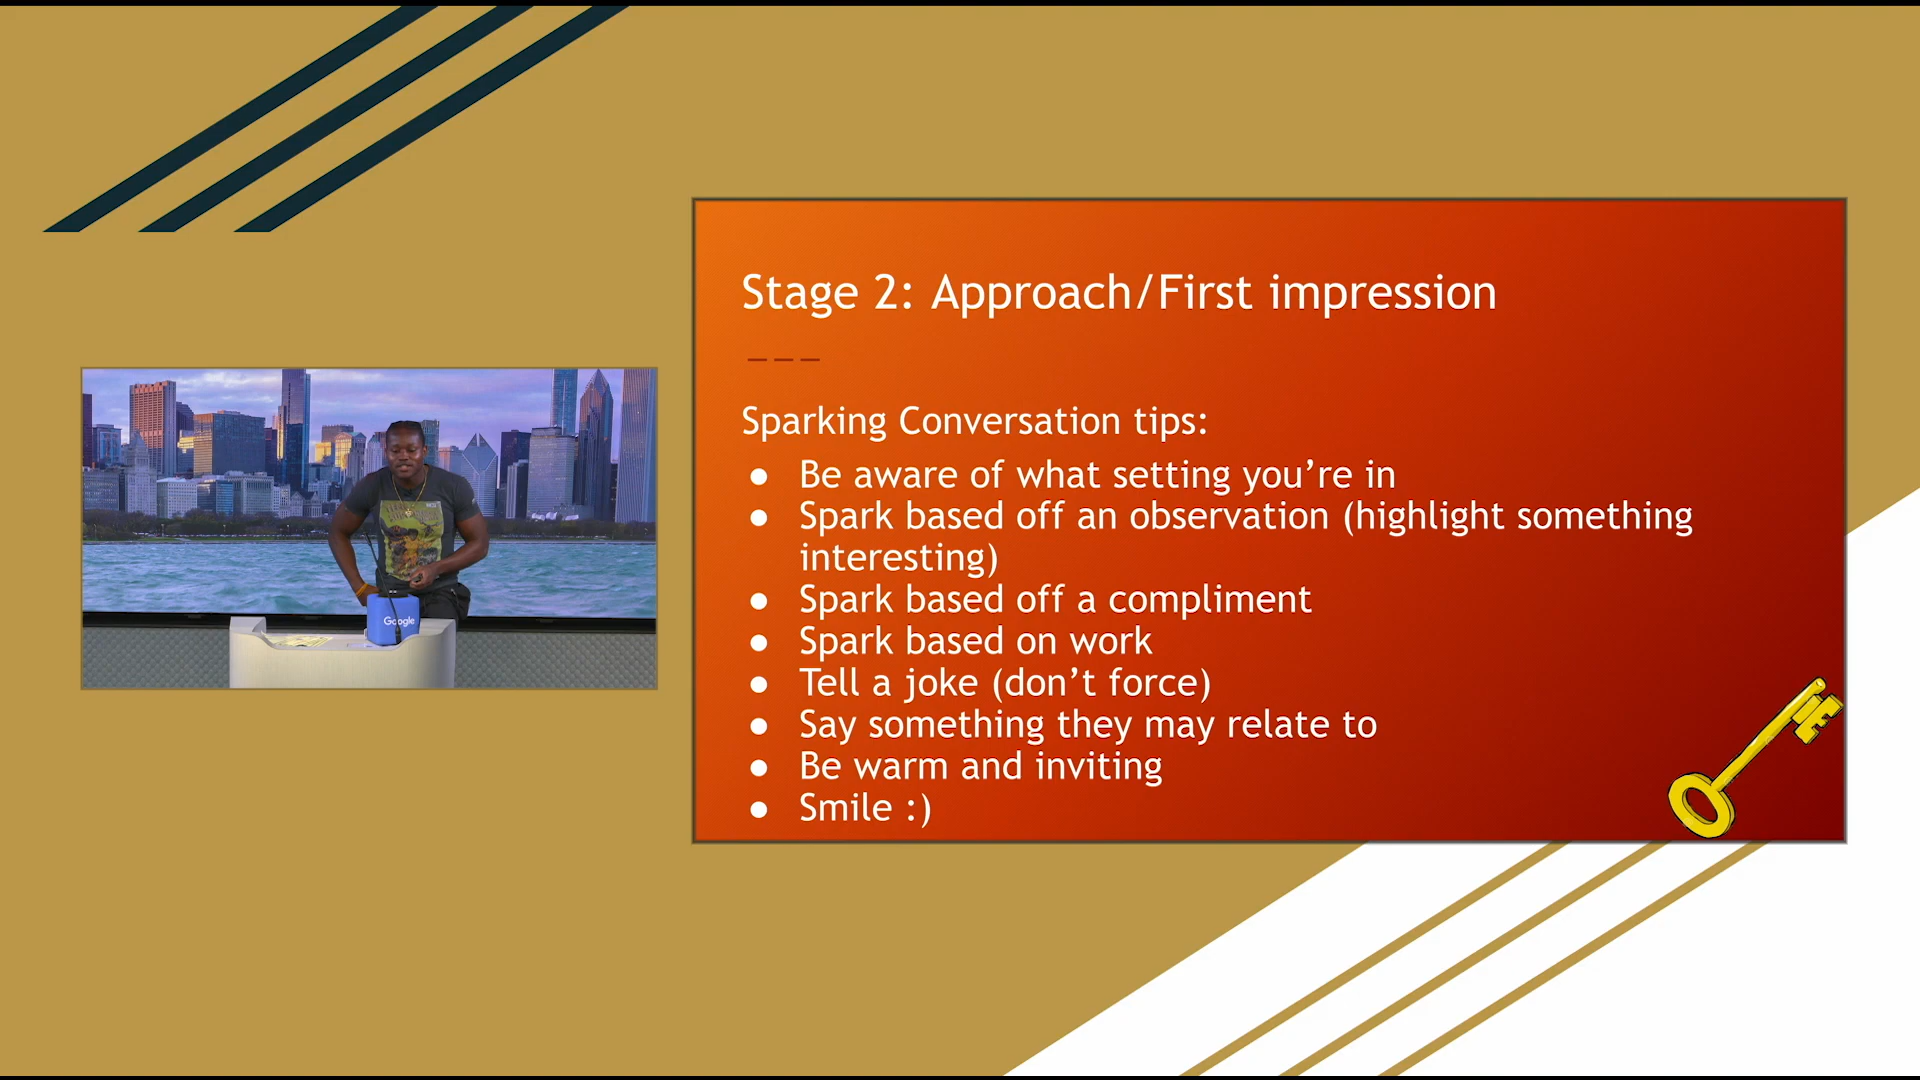 Stage 2: Approach/First impression
Sparking Conversation tips:
● Be aware of what setting you’re in
● Spark based off an observation (highlight something
interesting)
● Spark based off a compliment
● Spark based on work
● Tell a joke (don’t force)
● Say something they may relate to
● Be warm and inviting
● Smile :)
Google